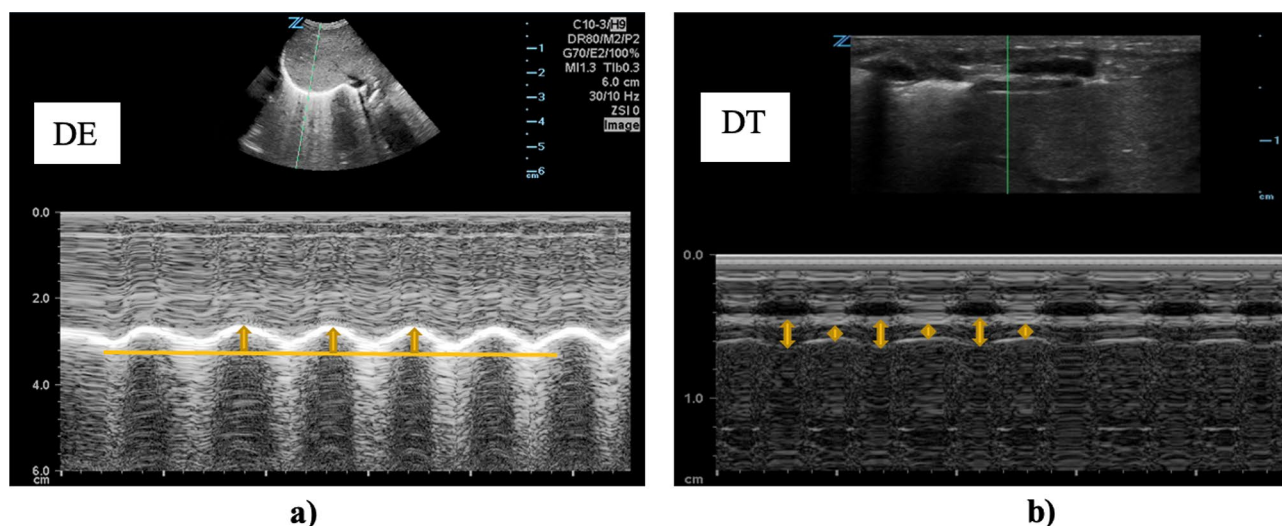 Z
C10-3/H9
DR80/M2/P2
G70/E2/100%
MI1.3 TIb0.3
6.0 cm
30/10 Hz
ZSI 0
Image
1
2
3
4
5
6
cm
DE
0.0
2.0
4.0
6.0
cm
a)
Z
DT
1
cm
0.0
1.0
cm
b)